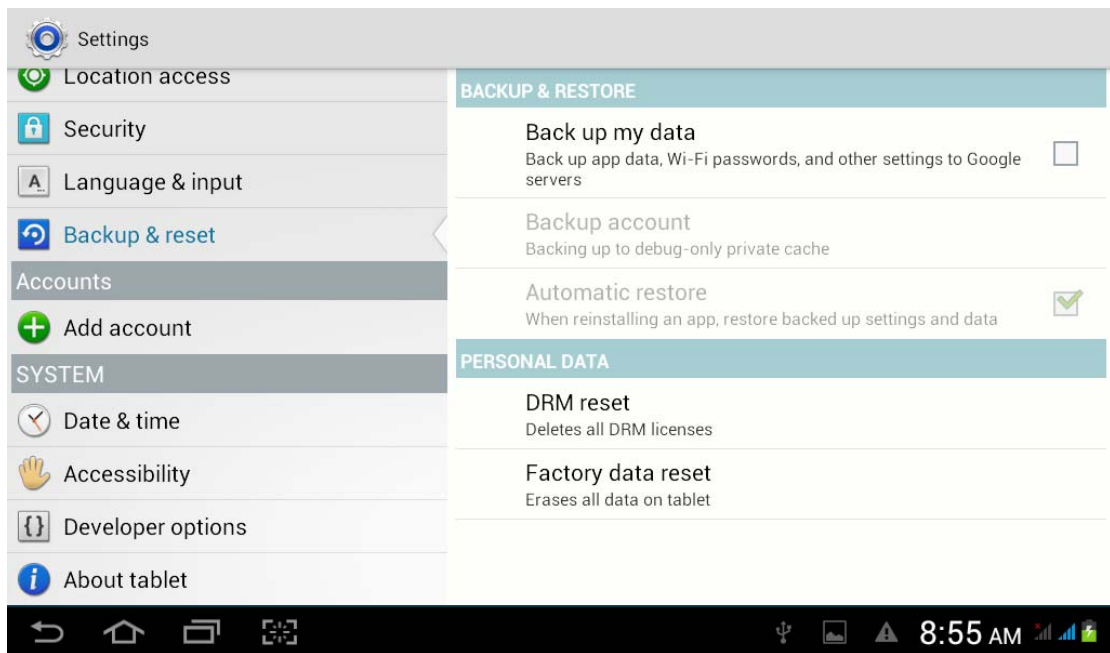 Settings
Location access
Security
Language & input
Backup & reset
Accounts
Add account
SYSTEM
Date & time
Accessibility
Developer options
About tablet
BACKUP & RESTORE
Back up my data
Back up app data, Wi-Fi passwords, and other settings to Google
servers
Backup account
Backing up to debug-only private cache
Automatic restore
When reinstalling an app, restore backed up settings and data
PERSONAL DATA
DRM reset
Deletes all DRM licenses
Factory data reset
Erases all data on tablet
8:55 AM